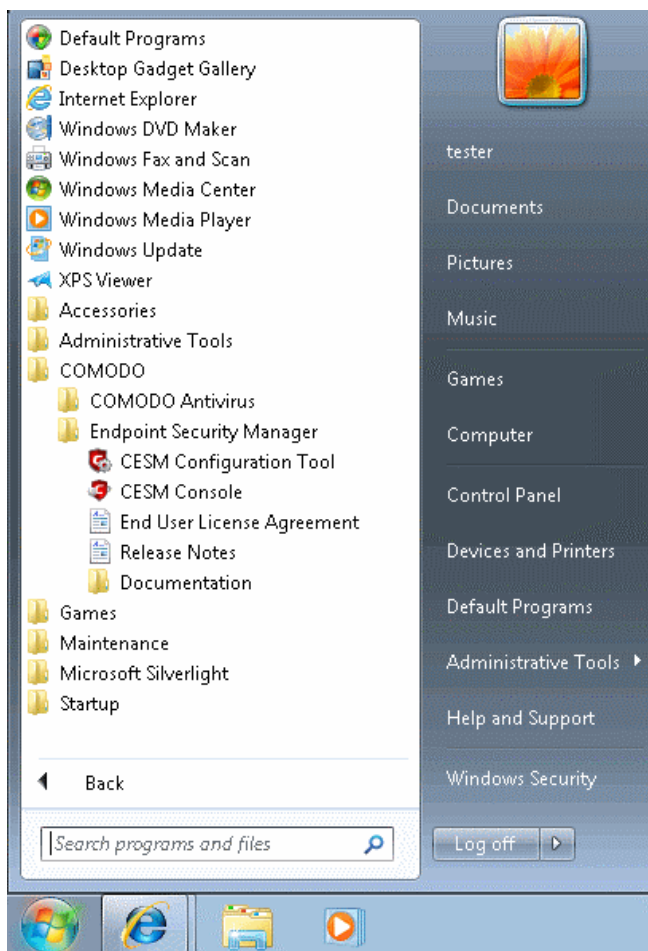 Default Programs
Desktop Gadget Gallery
Internet Explorer
Windows DVD Maker
Windows Fax and Scan
Windows Media Center
Windows Media Player
Windows Update
XPS Viewer
Accessories
Administrative Tools
COMODO
COMODO Antivirus
Endpoint Security Manager
CESM Configuration Tool
CESM Console
End User License Agreement
Release Notes
Documentation
Games
Maintenance
Microsoft Silverlight
Startup
Back
Search programs and files
tester
Documents
Pictures
Music
Games
Computer
Control Panel
Devices and Printers
Default Programs
Administrative Tools
Help and Support
Windows Security
Log off